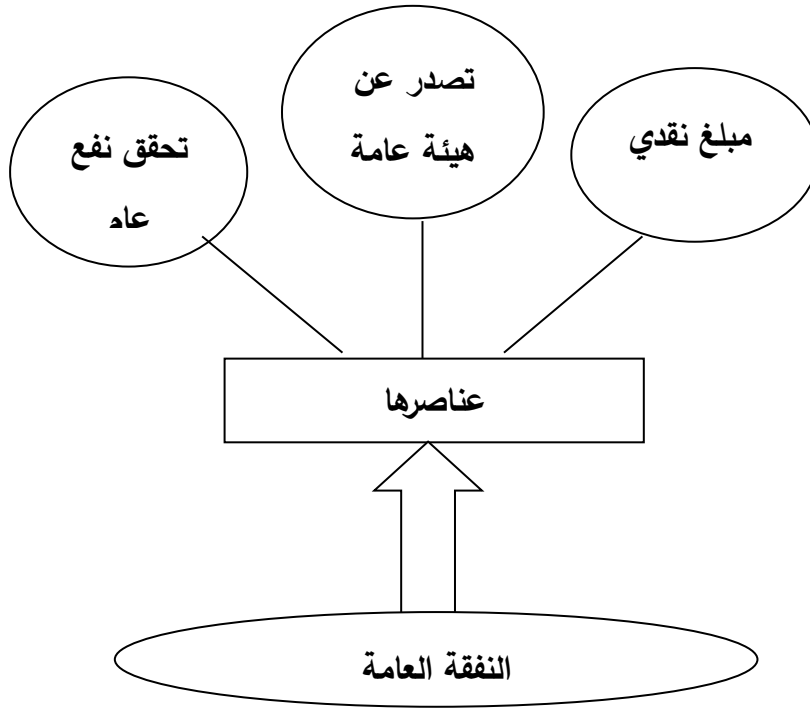 مبلغ نقدي
تصدر عن
هيئة عامة
تحقق نفع
عام
عناصرها
النفقة العامة